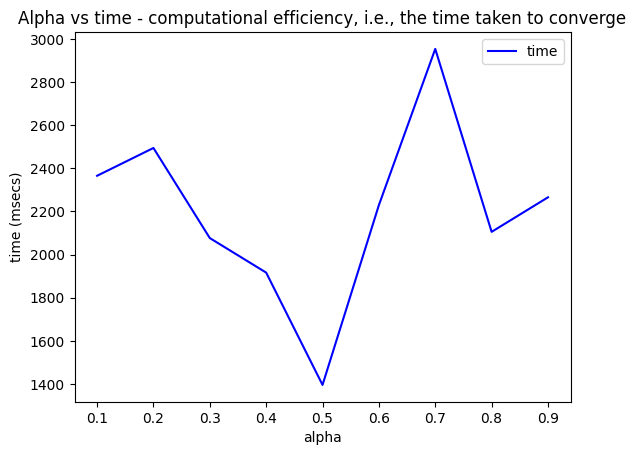 Alpha vs time - computational efficiency, i.e., the time taken to converge
time
3000
2800
2600
2400
2200
2000
1800
1600
1400
time (msecs)
0.1 0.2 0.3 0.4 0.5 0.6 0.7 0.8 0.9
alpha